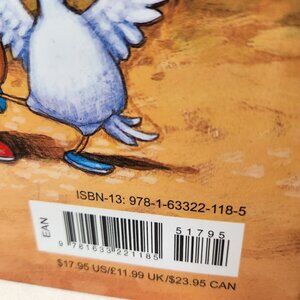 ISBN-13: 978-1-63322-118-5
EAN
51795
9 781633 221185
$17.95 US/£11.99 UK/$23.95 CAN